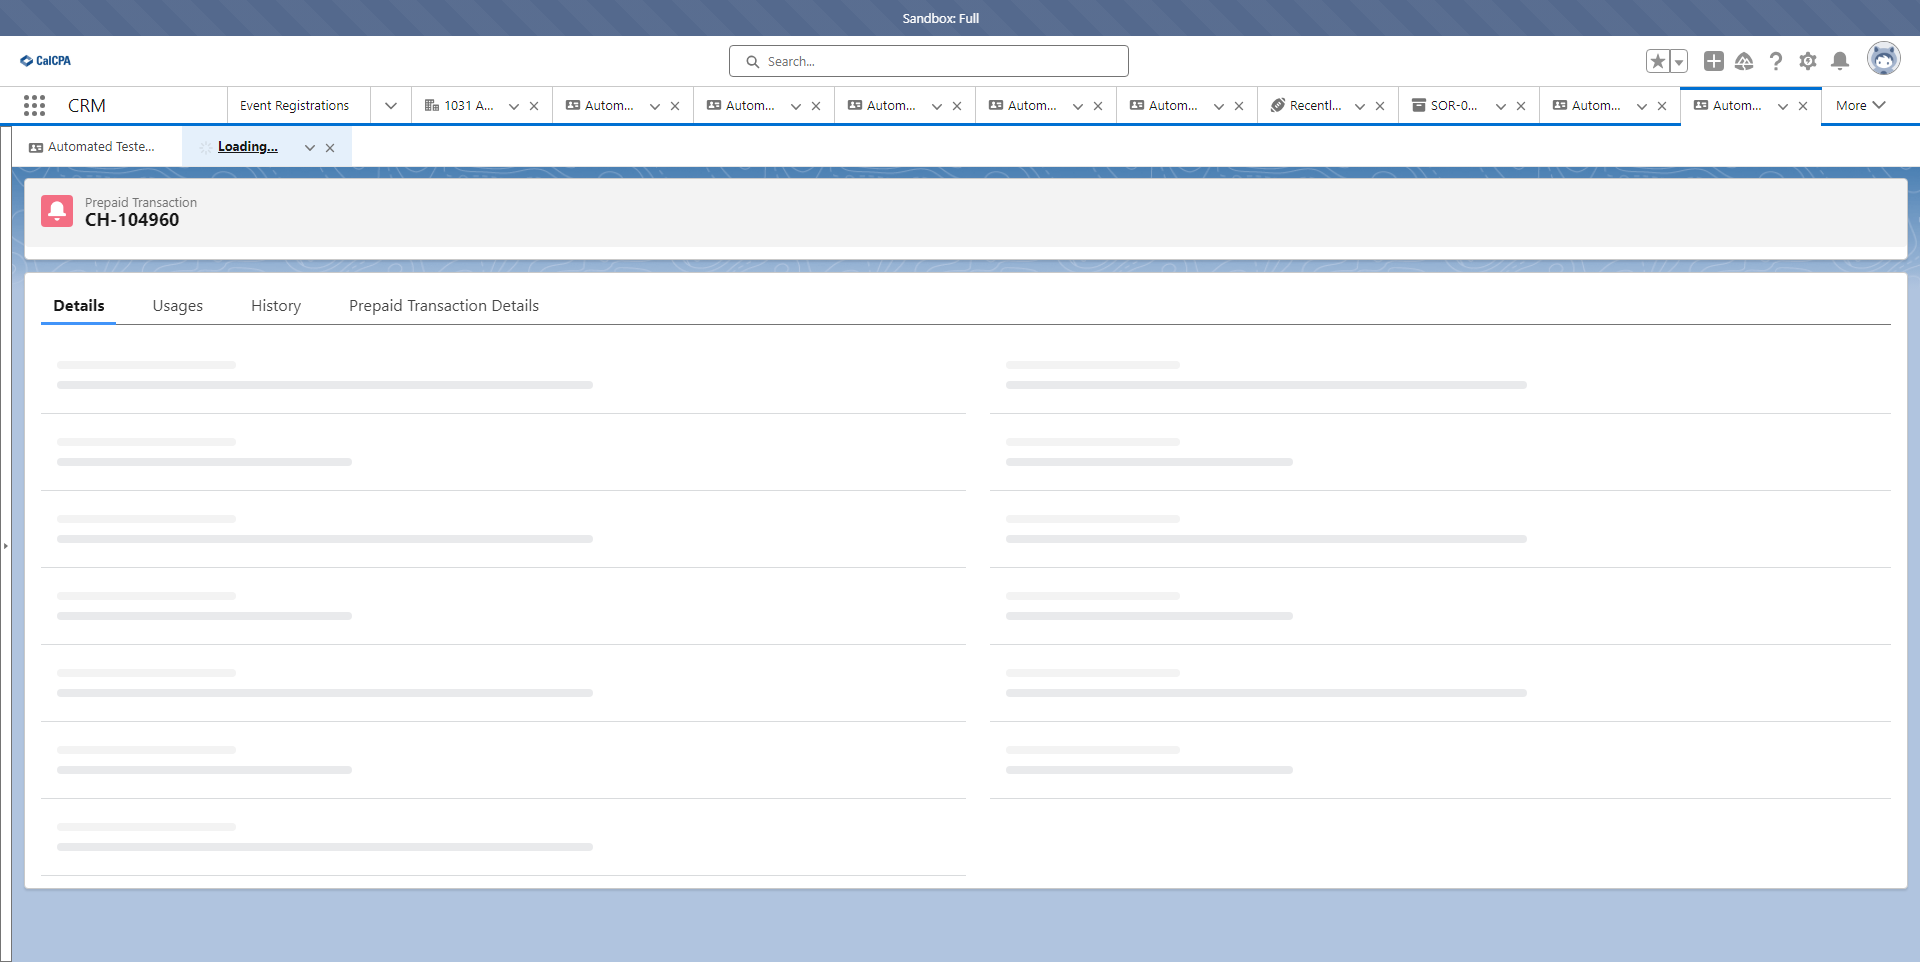 Sandbox: Full
CalCPA
Search...
CRM
Event Registrations
1031 A...
Autom...
Autom...
Autom...
Autom...
Autom...
Recentl...
SOR-0...
Autom...
Autom...
More
Automated Teste...
Loading...
Prepaid Transaction
CH-104960
Details
Usages
History
Prepaid Transaction Details